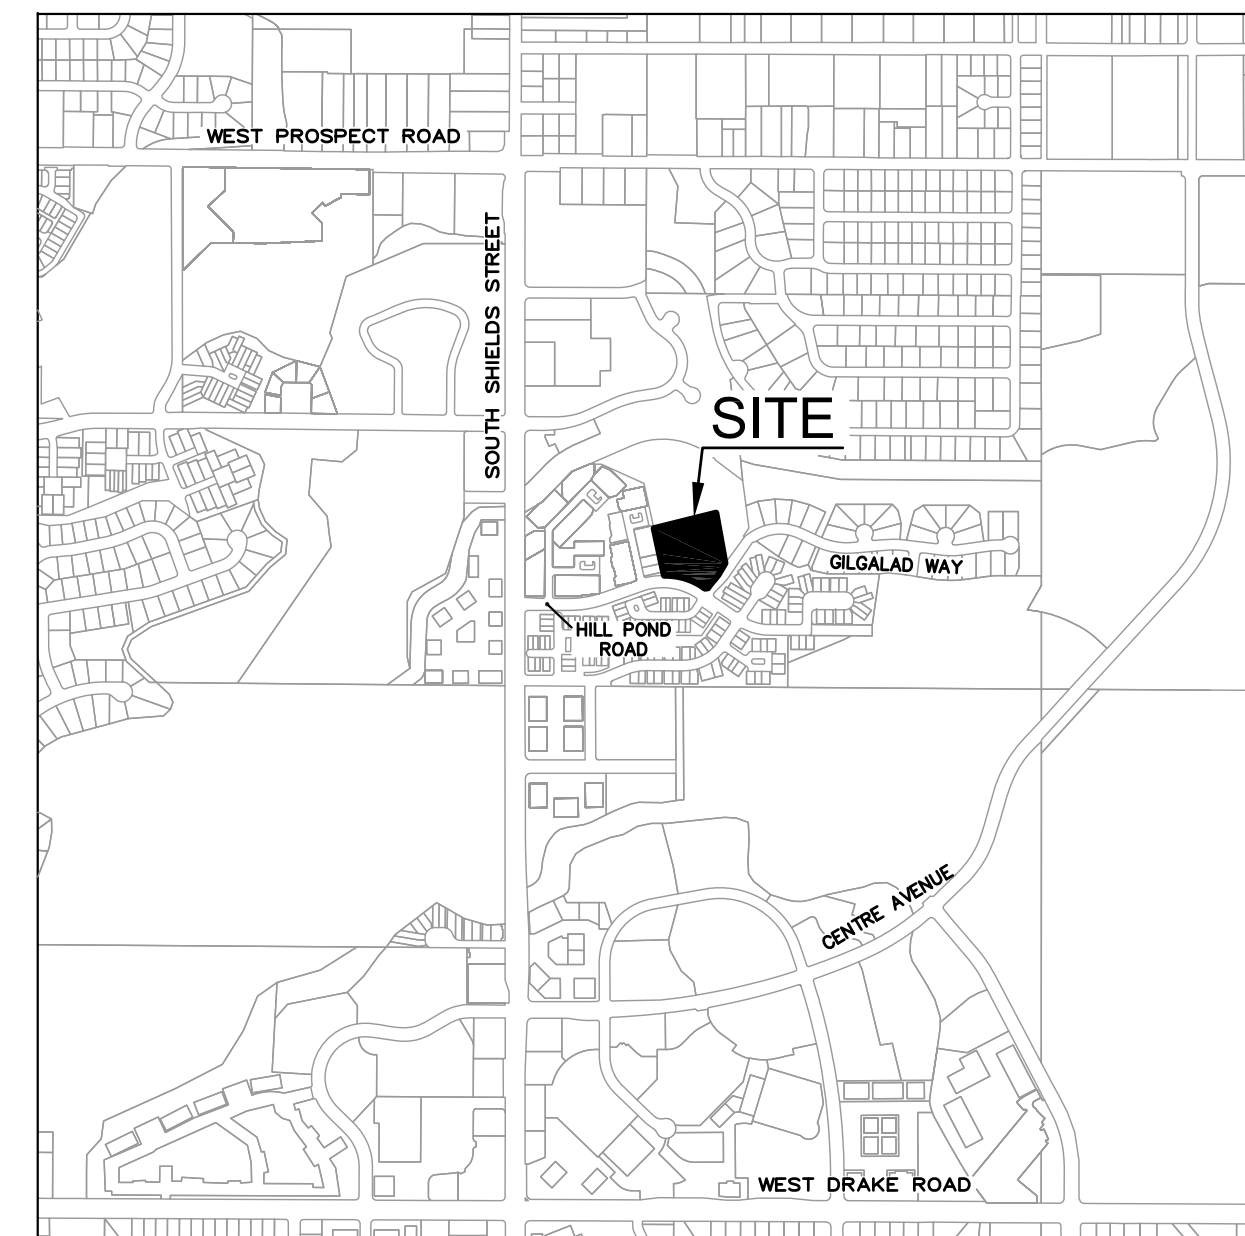 WEST PROSPECT ROAD
SOUTH SHIELDS STREET
SITE
GILGALAD WAY
HILL POND
ROAD
CENTRE AVENUE
WEST DRAKE ROAD